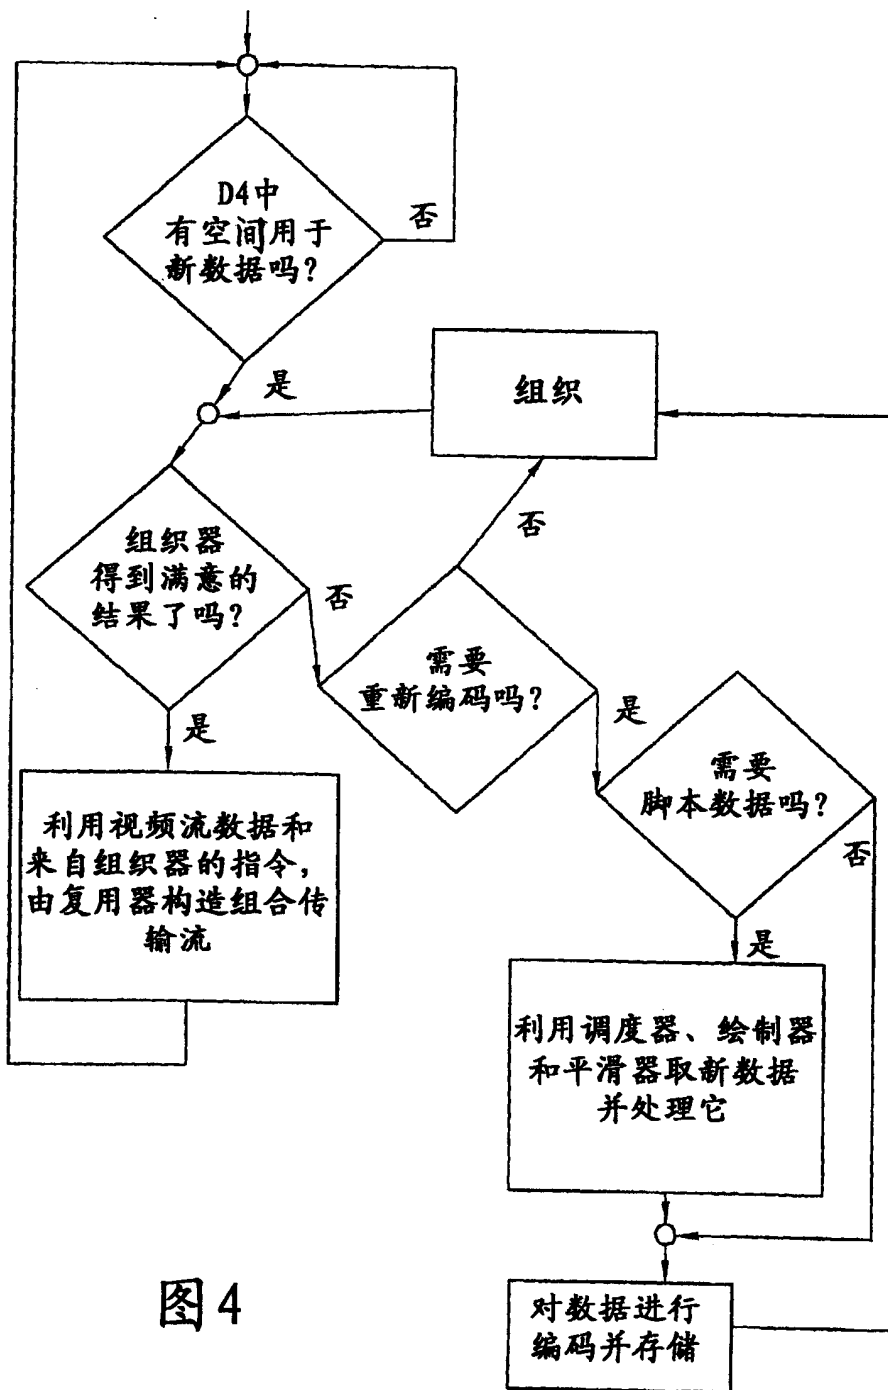 D4中
有空间用于
新数据吗?
否
是
组织
否
组织器
得到满意的
结果了吗?
否
需要
重新编码吗?
是
是
需要
脚本数据吗?
否
利用视频流数据和
来自组织器的指令,
由复用器构造组合传
输流
是
利用调度器、绘制器
和平滑器取新数据
并处理它
对数据进行
编码并存储
图4